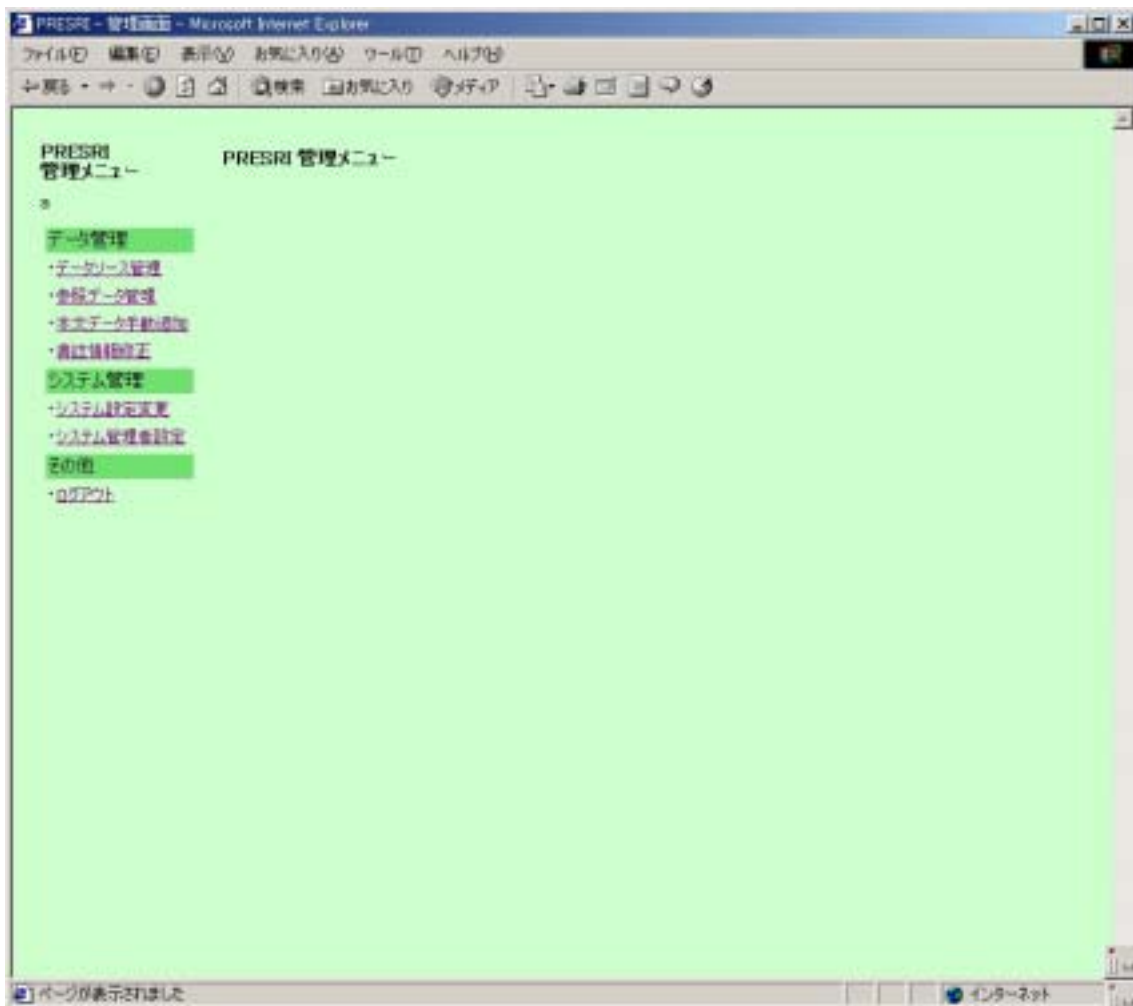 PRESRI - 管理画面 - Microsoft Internet Explorer
ファイル(F) 編集(E) 表示(V) お気に入り(A) ツール(T) ヘルプ(H)
戻る 検索 お気に入り メディア
PRESRI
管理メニュー
PRESRI 管理メニュー
データ管理
・データソース管理
・参照データ管理
・本文データ手動追加
・書誌情報修正
システム管理
・システム設定変更
・システム管理者設定
その他
・ログアウト
ページが表示されました
インターネット